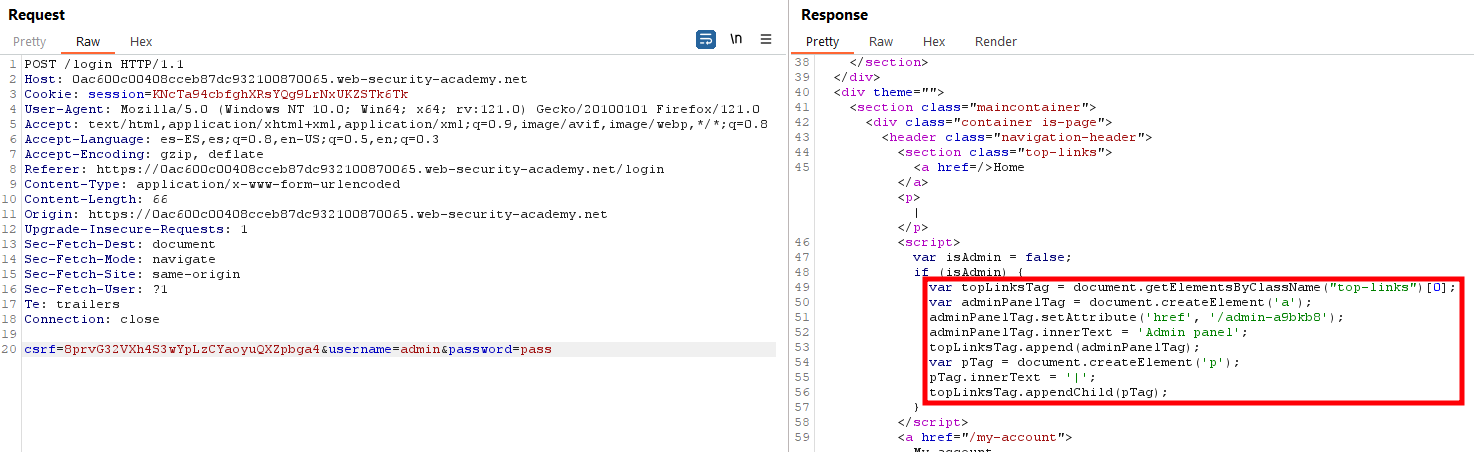 Request
Pretty Raw Hex
\n
1 POST /login HTTP/1.1
2 Host: 0ac600c00408cceb87dc932100870065.web-security-academy.net
3 Cookie: session=KNcTa94cbfghXRsYQg9LrNxUKZSTk6Tk
4 User-Agent: Mozilla/5.0 (Windows NT 10.0; Win64; x64; rv:121.0) Gecko/20100101 Firefox/121.0
5 Accept: text/html,application/xhtml+xml,application/xml;q=0.9,image/avif,image/webp,*/*;q=0.8
6 Accept-Language: es-ES,es;q=0.8,en-US;q=0.5,en;q=0.3
7 Accept-Encoding: gzip, deflate
8 Referer: https://0ac600c00408cceb87dc932100870065.web-security-academy.net/login
9 Content-Type: application/x-www-form-urlencoded
10 Content-Length: 66
11 Origin: https://0ac600c00408cceb87dc932100870065.web-security-academy.net
12 Upgrade-Insecure-Requests: 1
13 Sec-Fetch-Dest: document
14 Sec-Fetch-Mode: navigate
15 Sec-Fetch-Site: same-origin
16 Sec-Fetch-User: ?1
17 Te: trailers
18 Connection: close
19
20 csrf=8prvG32VXh4S3wYpLzCYaoyuQXZpbga4&username=admin&password=pass
Response
Pretty Raw Hex Render
38 </section>
39 </div>
40 <div theme="">
41 <section class="maincontainer">
42 <div class="container is-page">
43 <header class="navigation-header">
44 <section class="top-links">
45 <a href=/>Home
</a>
<p>
|
</p>
46 <script>
47 var isAdmin = false;
48 if (isAdmin) {
49 var topLinksTag = document.getElementsByClassName("top-links")[0];
50 var adminPanelTag = document.createElement('a');
51 adminPanelTag.setAttribute('href', '/admin-a9bkb8');
52 adminPanelTag.innerText = 'Admin panel';
53 topLinksTag.append(adminPanelTag);
54 var pTag = document.createElement('p');
55 pTag.innerText = '|';
56 topLinksTag.appendChild(pTag);
57 }
58 </script>
59 <a href="/my-account">
My account